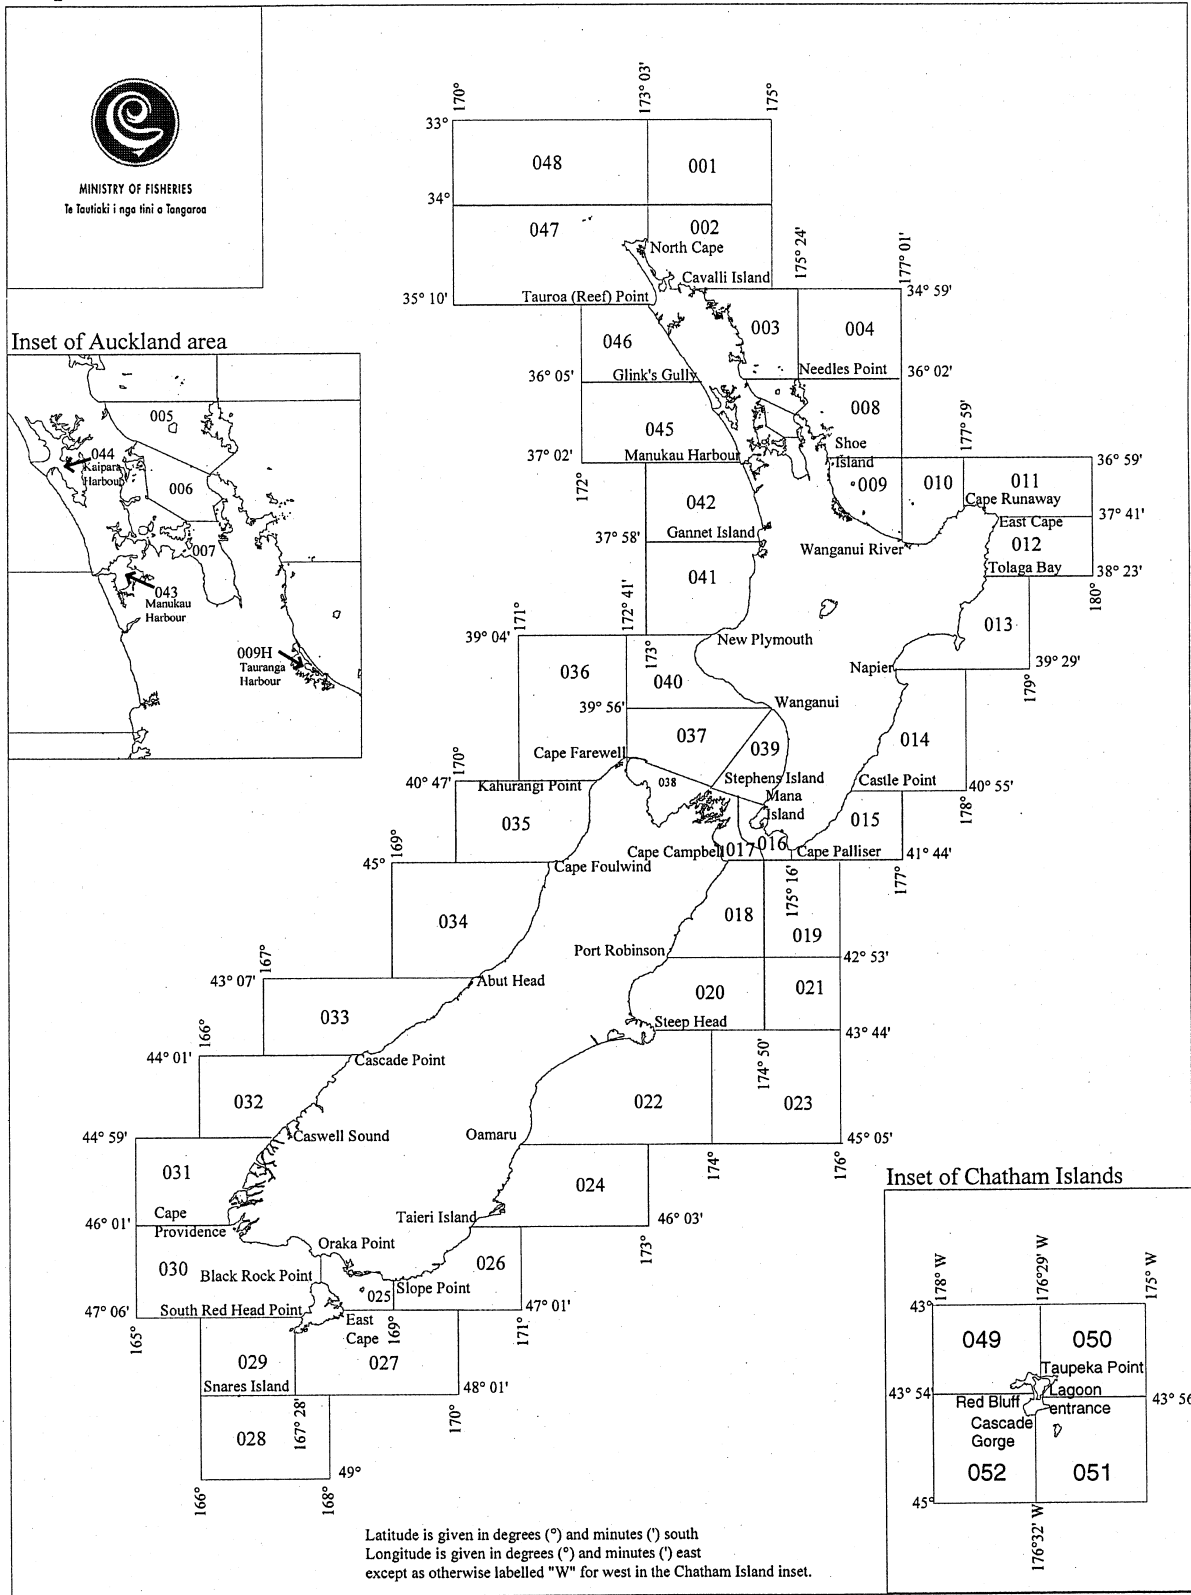 MINISTRY OF FISHERIES
Te Tautiaki i nga tini a Tangaroa
170°
173° 03'
175°
33°
048
001
34°
047
002
North Cape
175° 24'
177° 01'
Cavalli Island
35° 10'
Tauroa (Reef) Point
34° 59'
003
004
046
36° 05'
Glink's Gully
Needles Point
36° 02'
008
177° 59'
045
Shoe
Island
37° 02'
Manukau Harbour
36° 59'
172°
009
010
011
042
Cape Runaway
37° 58'
Gannet Island
East Cape
37° 41'
Wanganui River
012
041
Tolaga Bay
38° 23'
180°
171°
172° 41'
013
39° 04'
New Plymouth
173°
036
040
Napier
39° 29'
179°
39° 56'
Wanganui
037
039
014
170°
Cape Farewell
40° 47'
Kahurangi Point
038
Stephens Island
Mana
Island
Castle Point
40° 55'
178°
035
015
169°
45°
Cape Foulwind
Cape Campbell
017
016
Cape Palliser
41° 44'
177°
175° 16'
034
018
019
167°
Port Robinson
42° 53'
43° 07'
Abut Head
020
021
033
Steep Head
43° 44'
166°
44° 01'
Cascade Point
174° 50'
032
022
023
44° 59'
Caswell Sound
Oamaru
45° 05'
174°
176°
031
024
Cape
Providence
46° 01'
Taieri Island
46° 03'
173°
Oraka Point
030
Black Rock Point
026
025
Slope Point
47° 06'
South Red Head Point
47° 01'
165°
East
Cape
169°
171°
029
027
Snares Island
48° 01'
167° 28'
170°
028
49°
166°
168°
Inset of Auckland area
005
044
Kaipara
Harbour
006
007
043
Manukau
Harbour
009H
Tauranga
Harbour
Inset of Chatham Islands
178° W
176°29' W
175° W
43°
049
050
Taupeka Point
43° 54'
Red Bluff
Lagoon
entrance
43° 56
Cascade
Gorge
052
051
45°
176°32' W
Latitude is given in degrees (°) and minutes (') south
Longitude is given in degrees (°) and minutes (') east
except as otherwise labelled "W" for west in the Chatham Island inset.